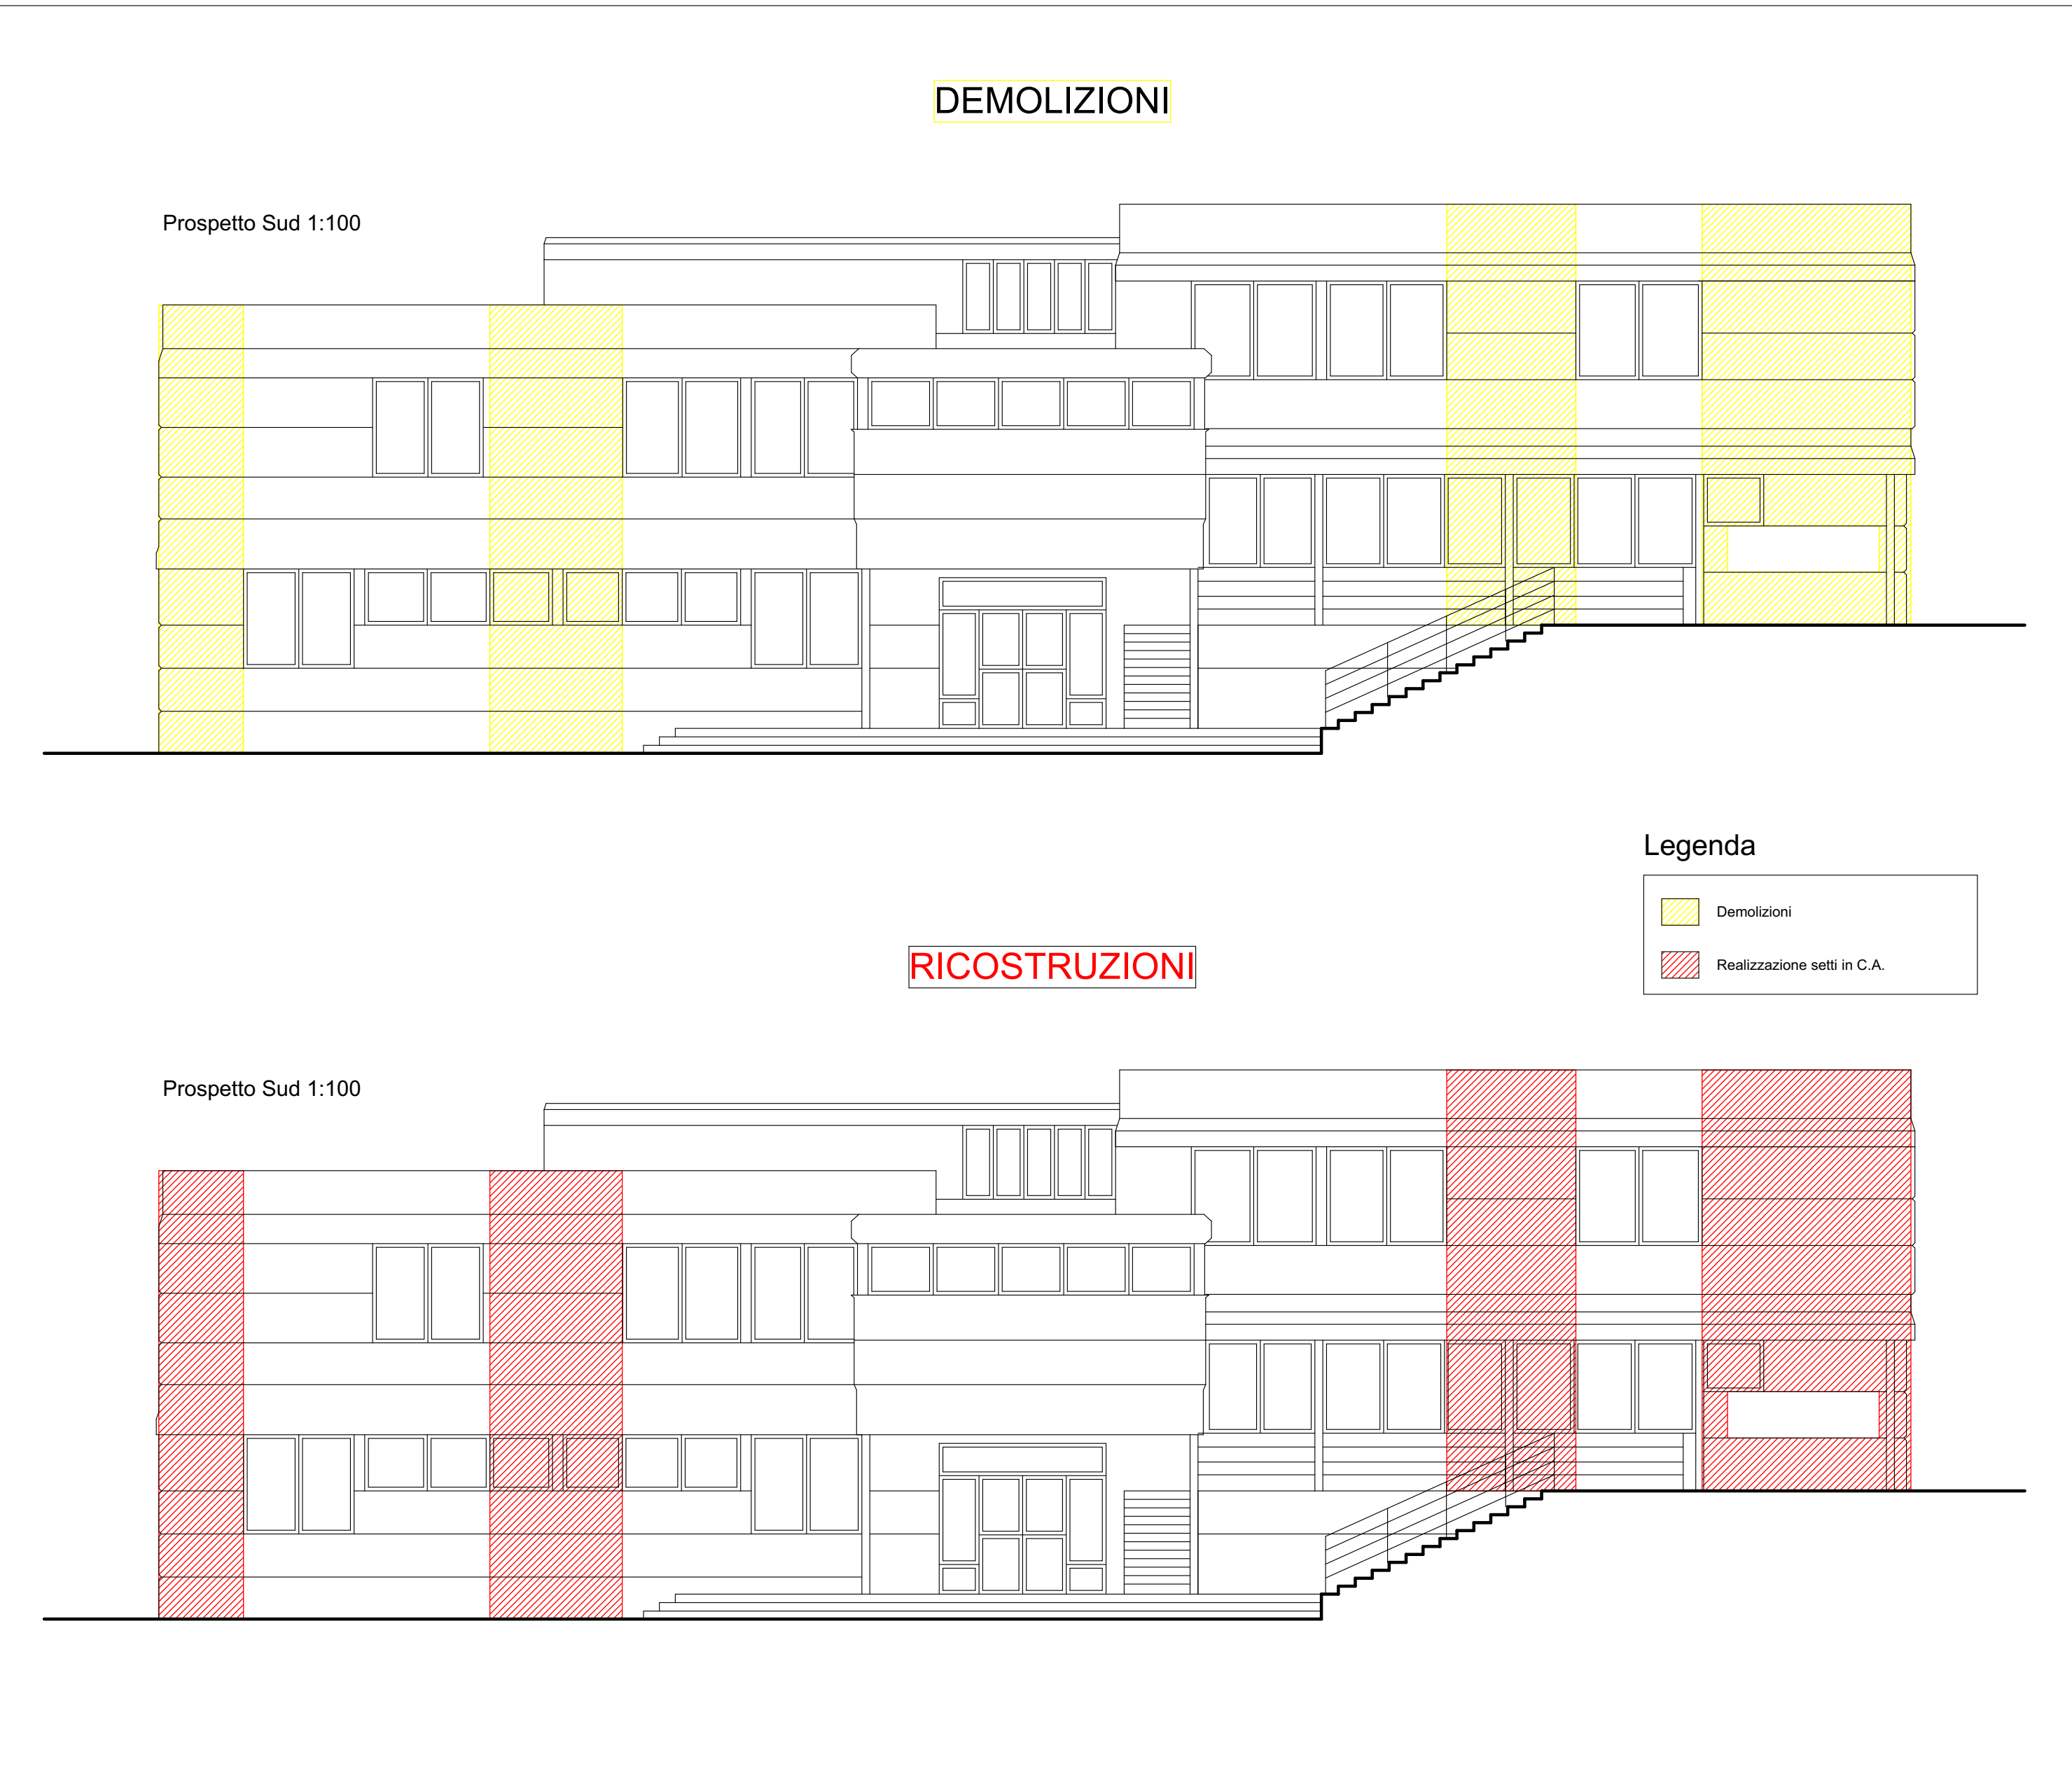 DEMOLIZIONI
Prospetto Sud 1:100
Legenda
Demolizioni
Realizzazione setti in C.A.
RICOSTRUZIONI
Prospetto Sud 1:100